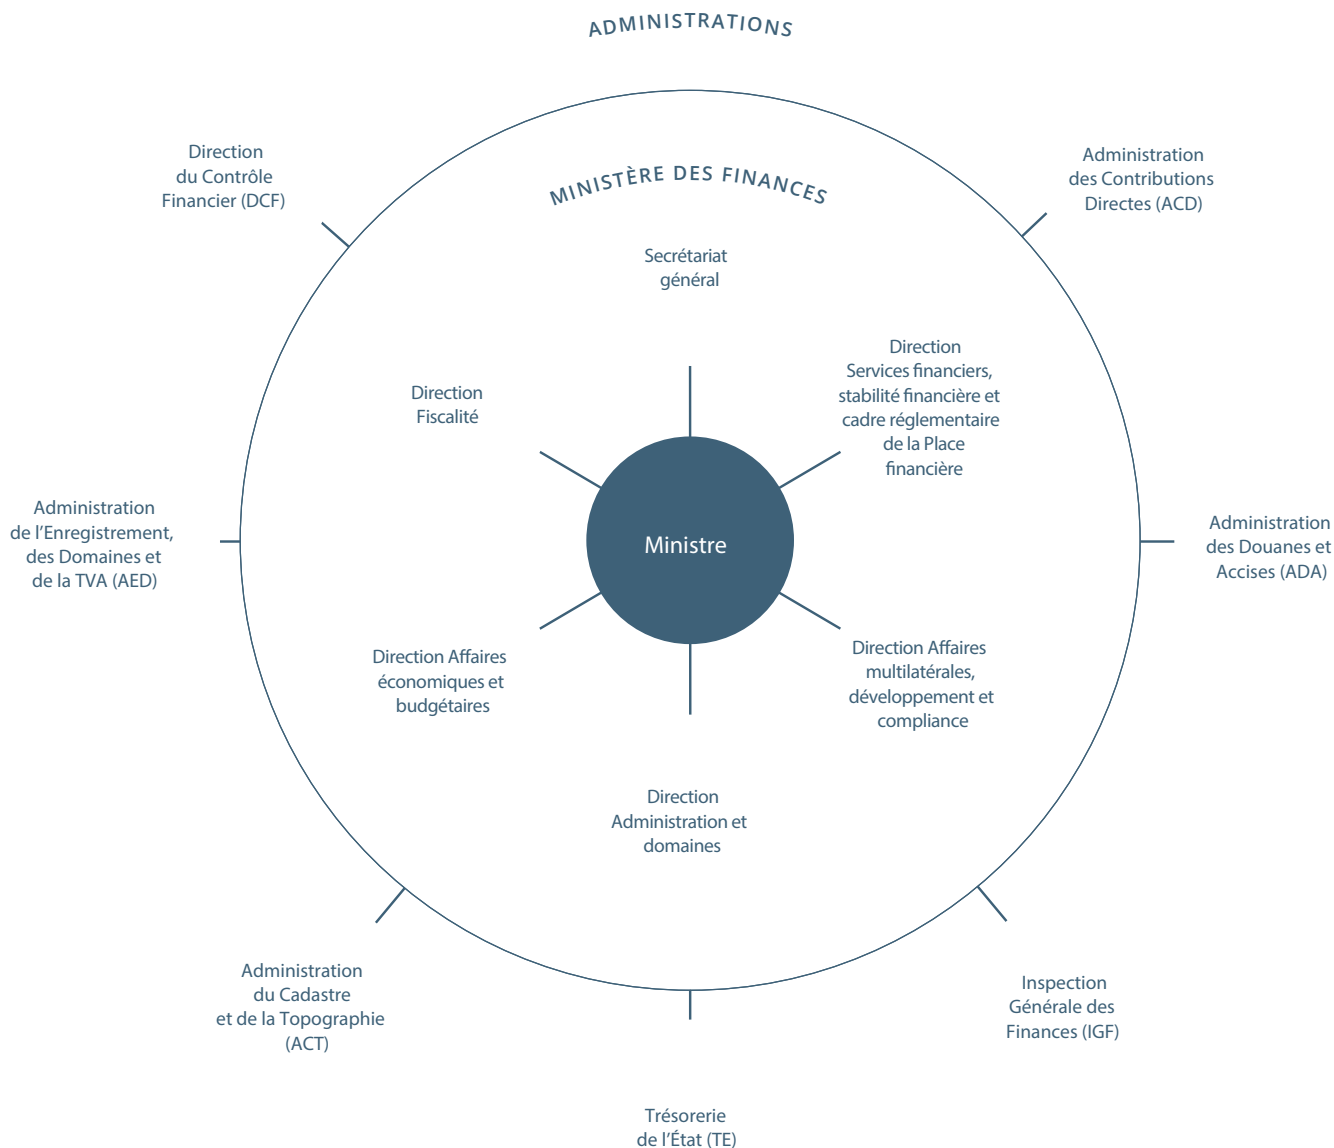 ADMINISTRATIONS
Direction
du Contrôle
Financier (DCF)
Administration
des Contributions
Directes (ACD)
MINISTÈRE DES FINANCES
Secrétariat
général
Direction
Services financiers,
stabilité financière et
cadre réglementaire
de la Place
financière
Direction
Fiscalité
Administration
de l'Enregistrement,
des Domaines et
de la TVA (AED)
Ministre
Administration
des Douanes et
Accises (ADA)
Direction Affaires
économiques et
budgétaires
Direction Affaires
multilatérales,
développement et
compliance
Direction
Administration et
domaines
Administration
du Cadastre
et de la Topographie
(ACT)
Inspection
Générale des
Finances (IGF)
Trésorerie
de l'État (TE)